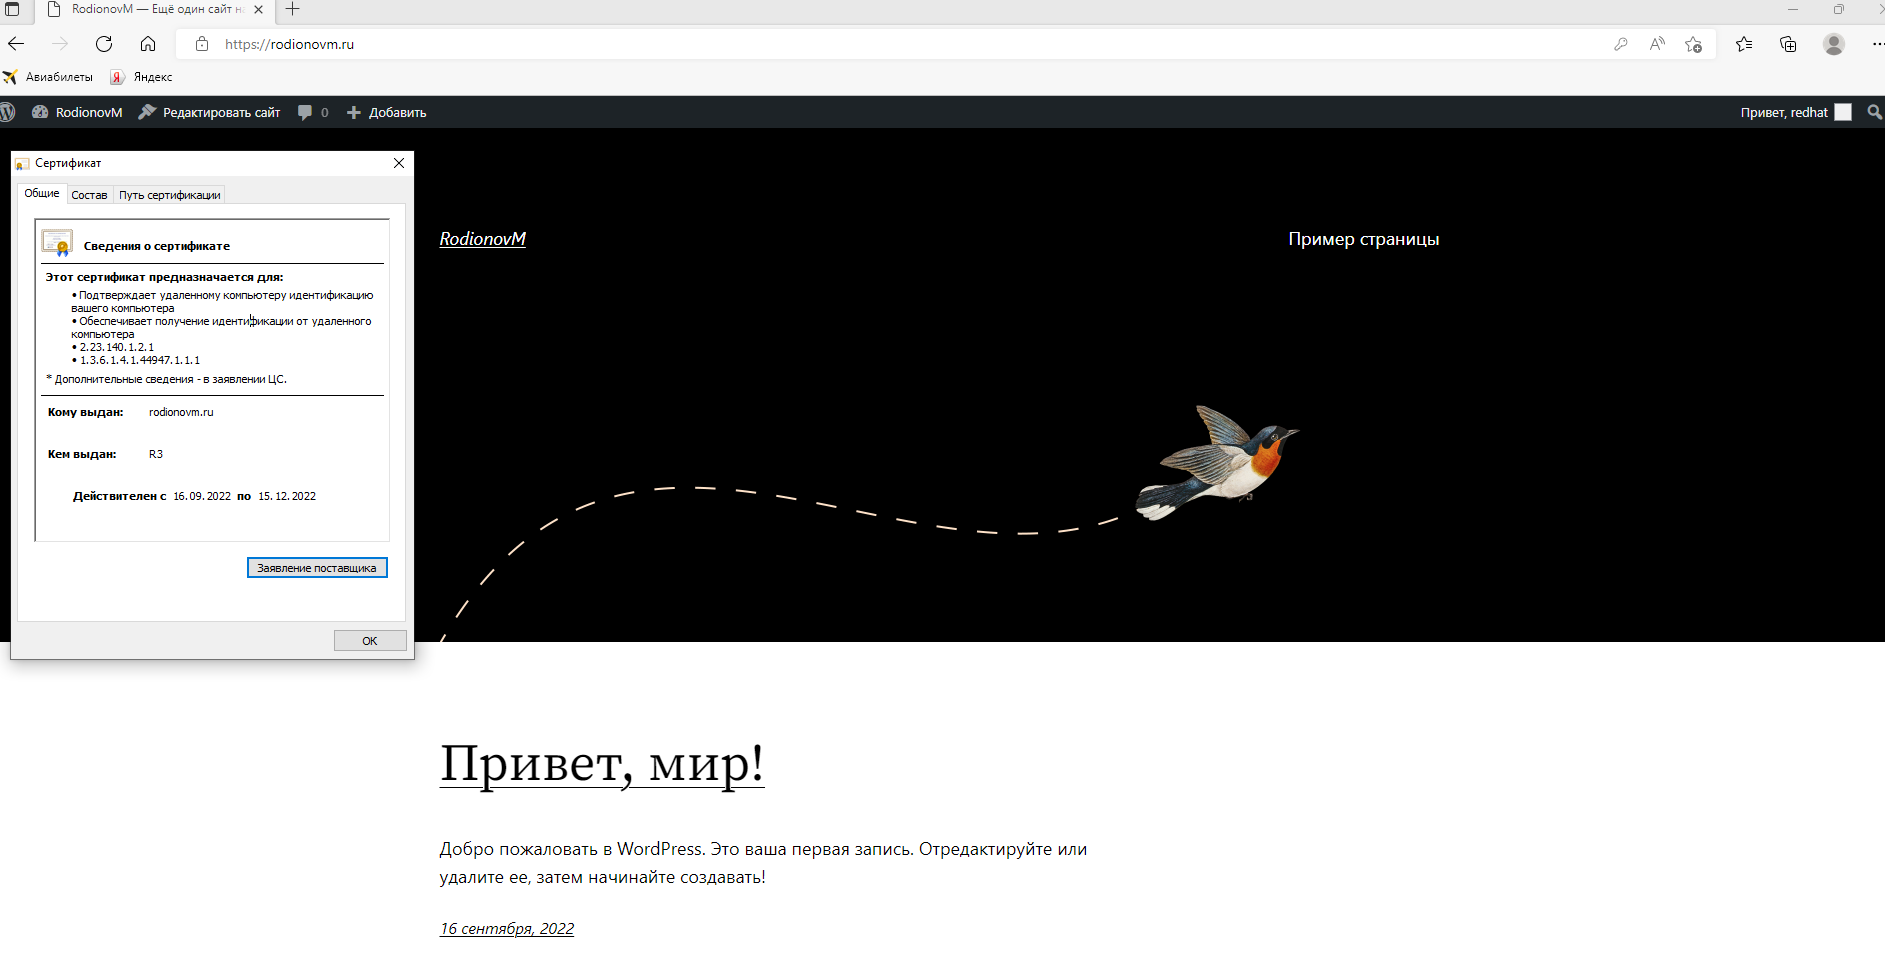 RodionovM — Ещё один сайт на
https://rodionovm.ru
Авиабилеты
Яндекс
RodionovM
Редактировать сайт
0
Добавить
Привет, redhat
Сертификат
Общие
Состав
Путь сертификации
Сведения о сертификате
Этот сертификат предназначается для:
• Подтверждает удаленному компьютеру идентификацию
вашего компьютера
• Обеспечивает получение идентификации от удаленного
компьютера
• 2.23.140.1.2.1
• 1.3.6.1.4.1.44947.1.1.1
* Дополнительные сведения - в заявлении ЦС.
Кому выдан: rodionovm.ru
Кем выдан: R3
Действителен с 16.09.2022 по 15.12.2022
Заявление поставщика
ОК
RodionovM
Пример страницы
Привет, мир!
Добро пожаловать в WordPress. Это ваша первая запись. Отредактируйте или
удалите ее, затем начинайте создавать!
16 сентября, 2022